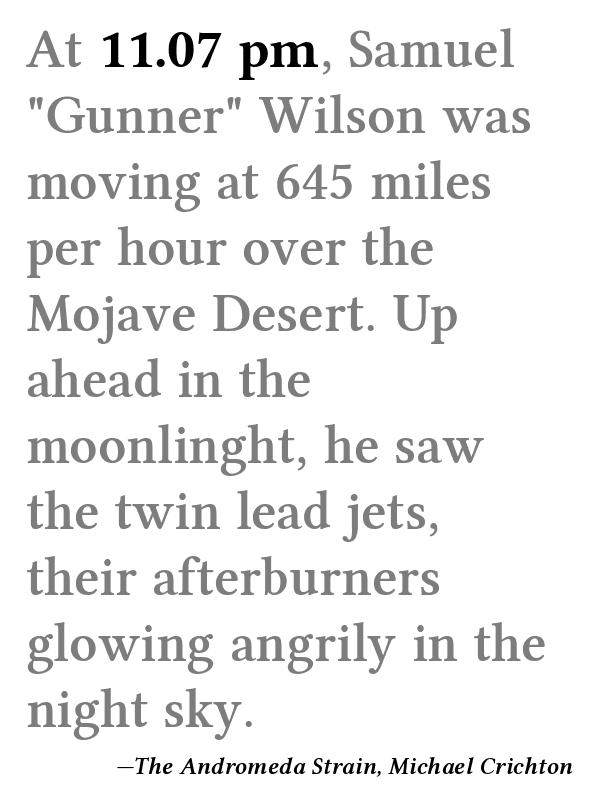 At 11.07 pm, Samuel
"Gunner" Wilson was
moving at 645 miles
per hour over the
Mojave Desert. Up
ahead in the
moonlinght, he saw
the twin lead jets,
their afterburners
glowing angrily in the
night sky.
—The Andromeda Strain, Michael Crichton